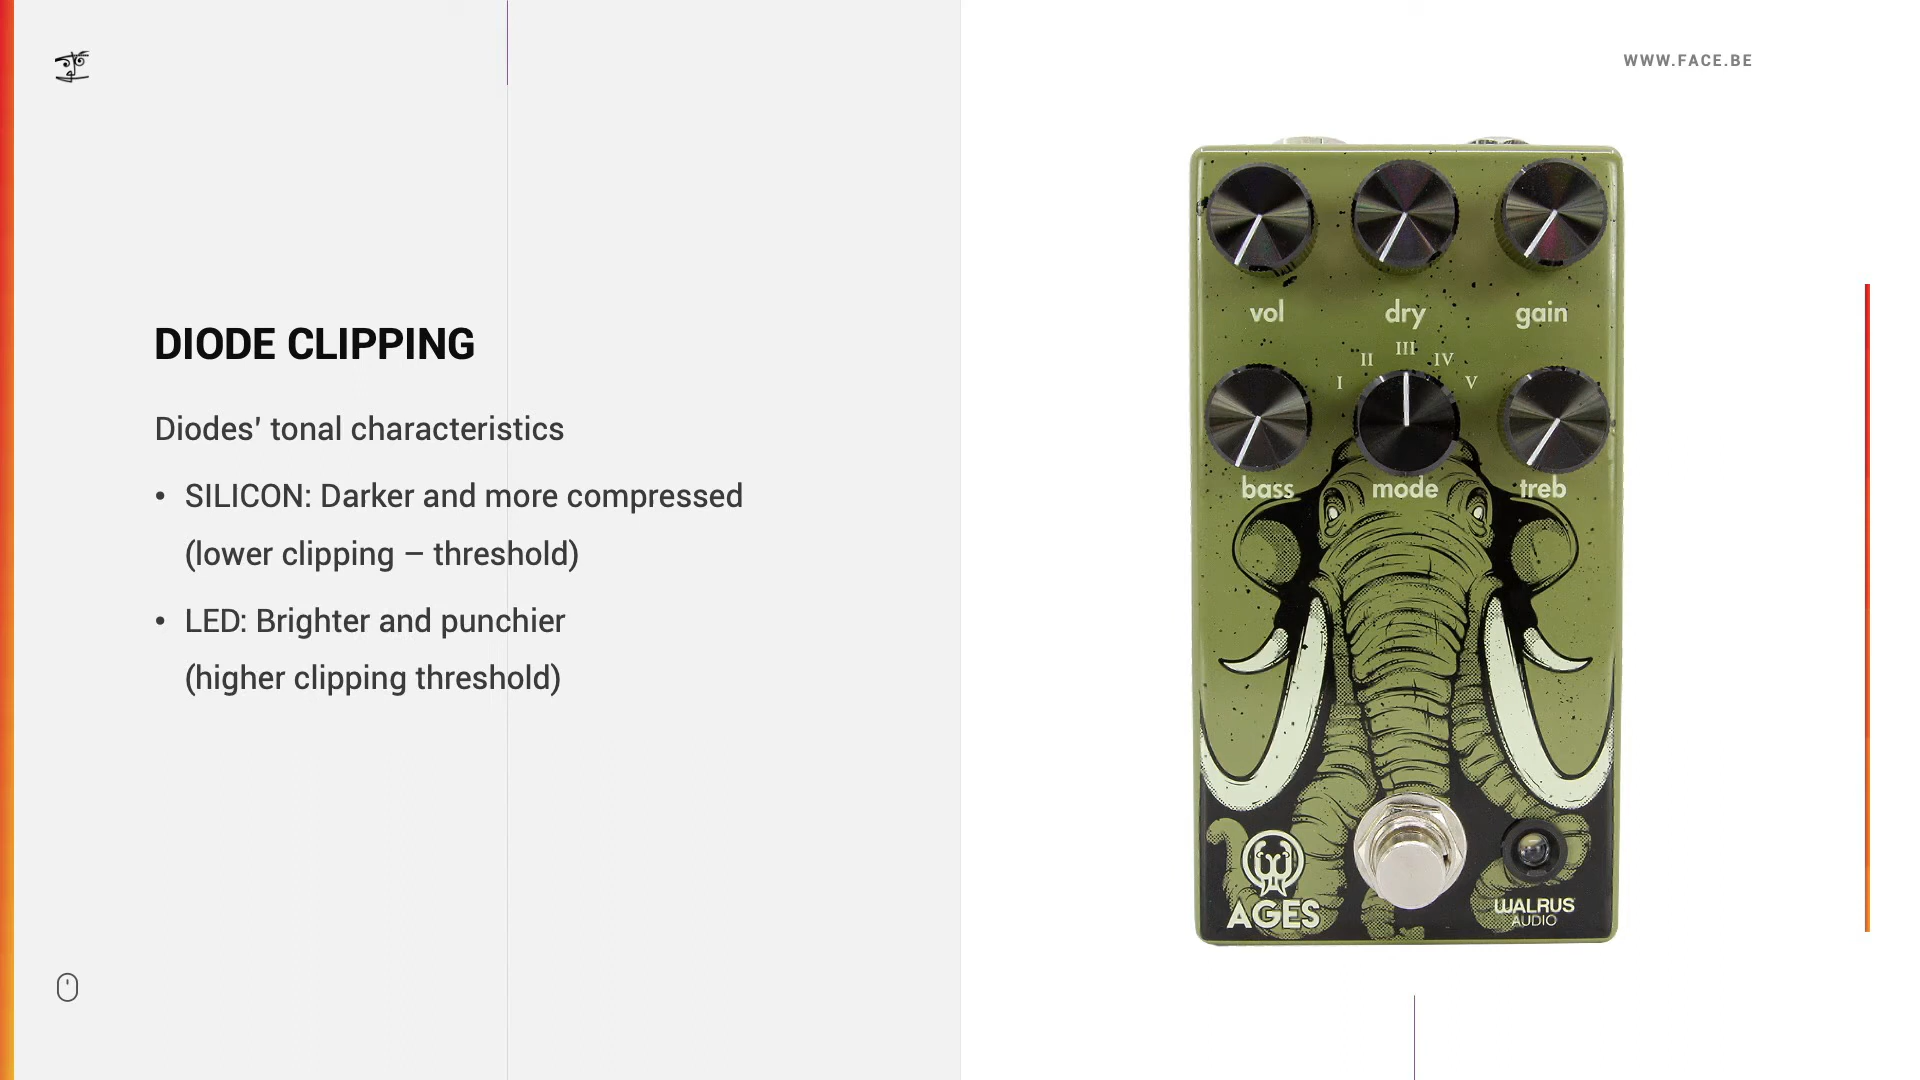 WWW.FACE.BE
DIODE CLIPPING
Diodes' tonal characteristics
• SILICON: Darker and more compressed
(lower clipping – threshold)
• LED: Brighter and punchier
(higher clipping threshold)
vol dry gain
I II III IV V
bass mode treb
AGES
WALRUS
AUDIO